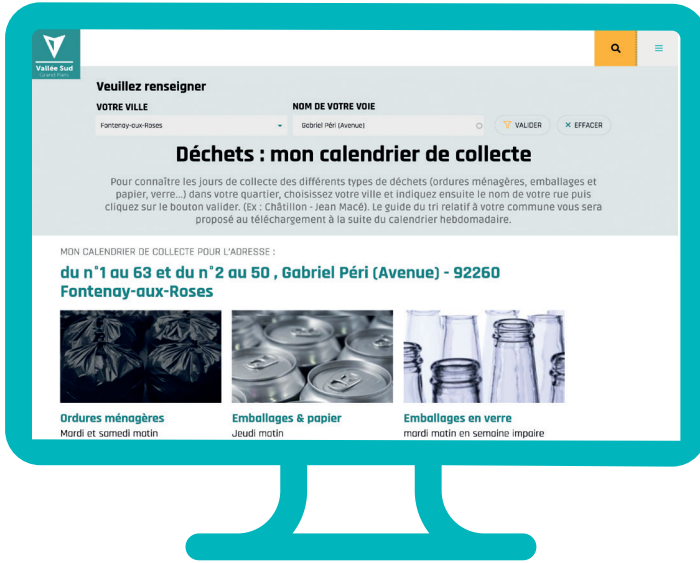 Vallée Sud
Grand Paris
Veuillez renseigner
VOTRE VILLE
NOM DE VOTRE VOIE
Fontenay-aux-Roses
Gabriel Péri (Avenue)
VALIDER
EFFACER
Déchets : mon calendrier de collecte
Pour connaître les jours de collecte des différents types de déchets (ordures ménagères, emballages et
papier, verre...) dans votre quartier, choisissez votre ville et indiquez ensuite le nom de votre rue puis
cliquez sur le bouton valider. (Ex : Châtillon - Jean Macé). Le guide du tri relatif à votre commune vous sera
proposé au téléchargement à la suite du calendrier hebdomadaire.
MON CALENDRIER DE COLLECTE POUR L'ADRESSE :
du n°1 au 63 et du n°2 au 50 , Gabriel Péri (Avenue) - 92260
Fontenay-aux-Roses
Ordures ménagères
Mardi et samedi matin
Emballages & papier
Jeudi matin
Emballages en verre
mardi matin en semaine impaire